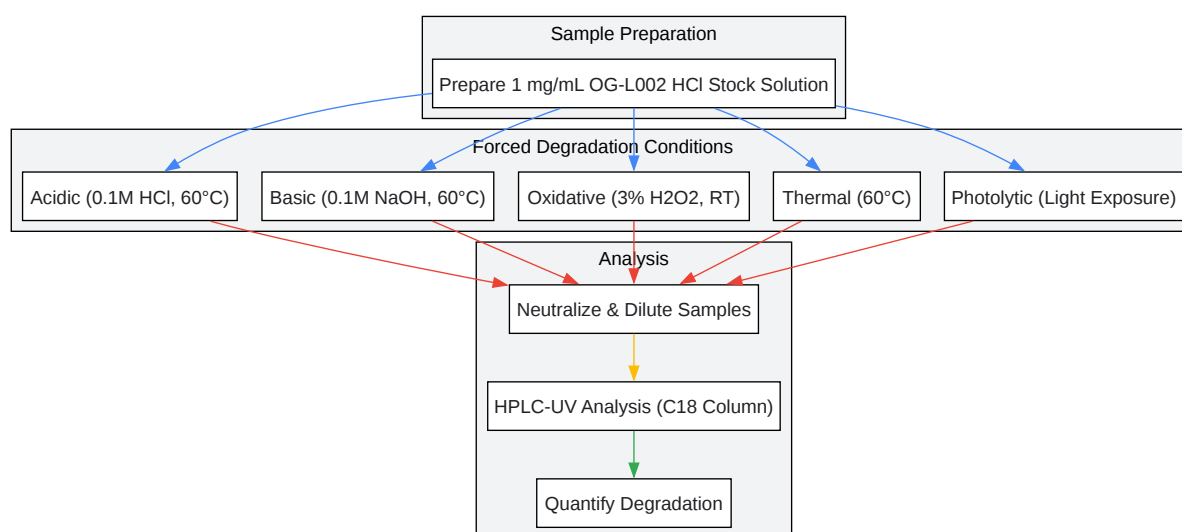 Sample Preparation
Prepare 1 mg/mL OG-L002 HCl Stock Solution
Forced Degradation Conditions
Acidic (0.1M HCl, 60°C)
Basic (0.1M NaOH, 60°C)
Oxidative (3% H2O2, RT)
Thermal (60°C)
Photolytic (Light Exposure)
Analysis
Neutralize & Dilute Samples
HPLC-UV Analysis (C18 Column)
Quantify Degradation